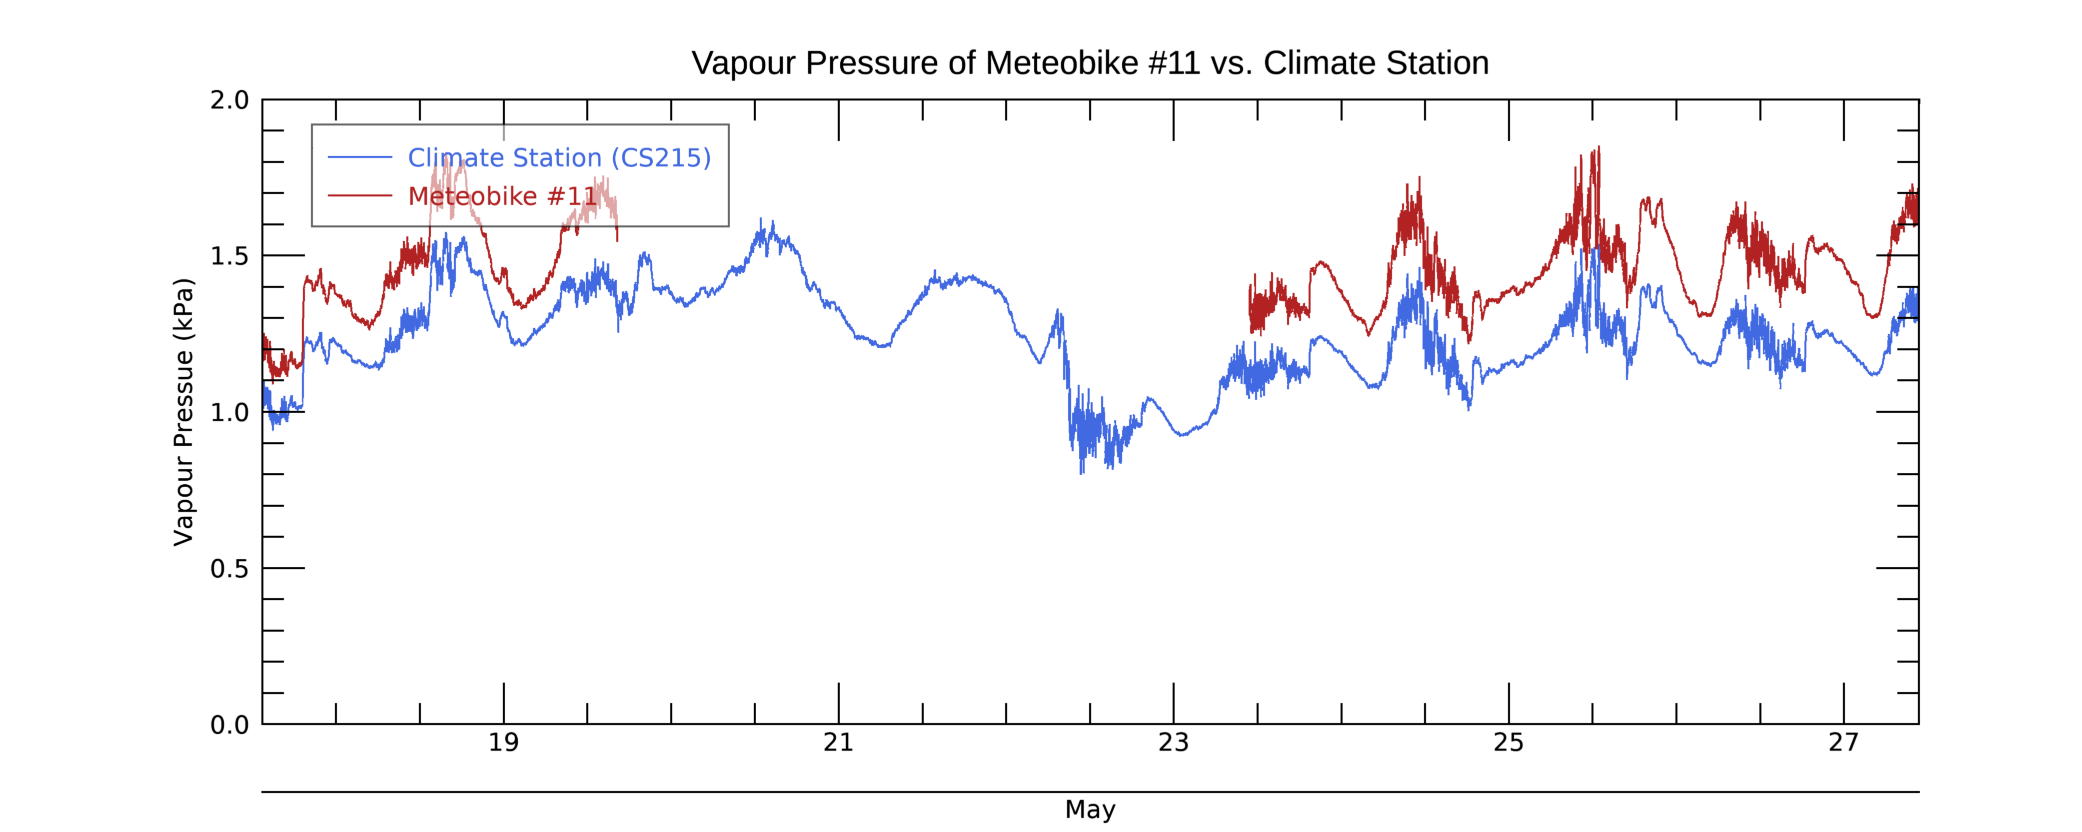 Vapour Pressure of Meteobike #11 vs. Climate Station
2.0
Climate Station (CS215)
Meteobike #11
1.5
1.0
0.5
0.0
Vapour Pressue (kPa)
19
21
23
25
27
May